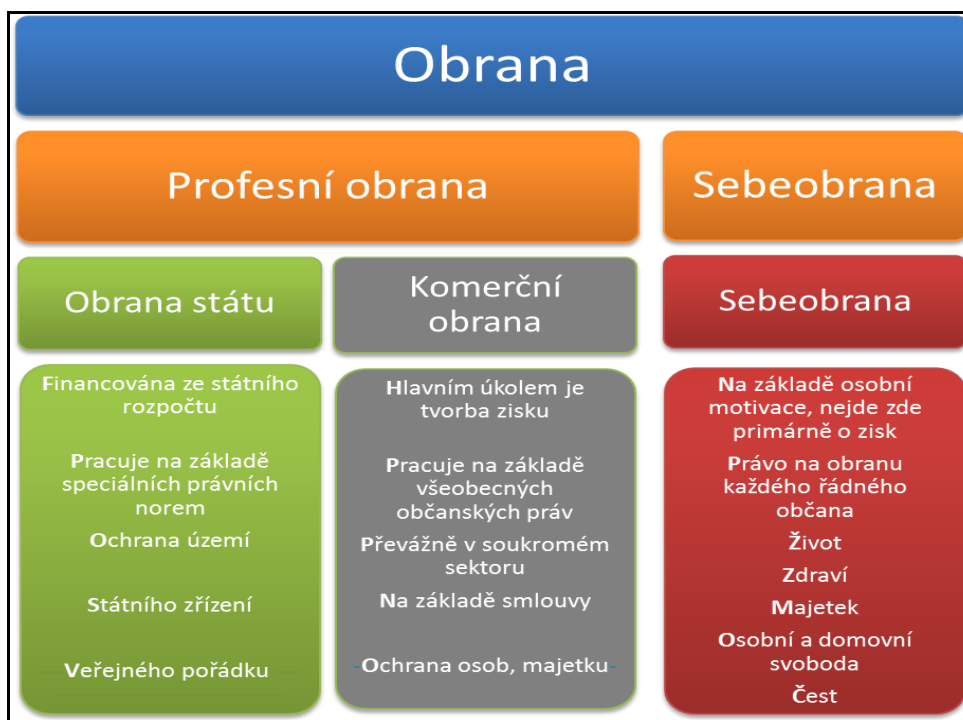 Obrana
Profesní obrana
Sebeobrana
Obrana státu
Komerční
obrana
Sebeobrana
Financována ze státního
rozpočtu
Pracuje na základě
speciálních právních
norem
Ochrana území
Státního zřízení
Veřejného pořádku
Hlavním úkolem je
tvorba zisku
Pracuje na základě
všeobecných
občanských práv
Převážně v soukromém
sektoru
Na základě smlouvy
-Ochrana osob, majetku-
Na základě osobní
motivace, nejde zde
primárně o zisk
Právo na obranu
každého řádného
občana
Život
Zdraví
Majetek
Osobní a domovní
svoboda
Čest